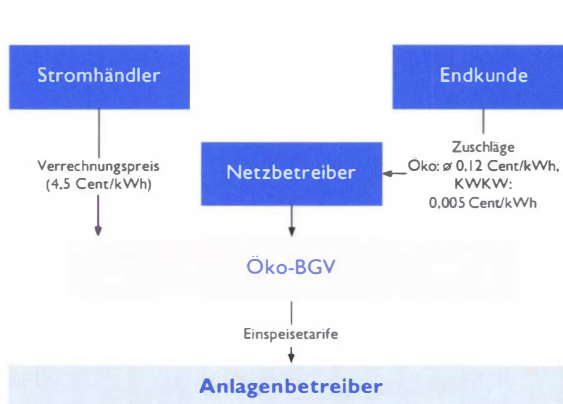 Stromhändler
Endkunde
Verrechnungspreis
(4,5 Cent/kWh)
Netzbetreiber
Zuschläge
Öko: ø 0,12 Cent/kWh,
KWKW:
0,005 Cent/kWh
Öko-BGV
Einspeisetarife
Anlagenbetreiber